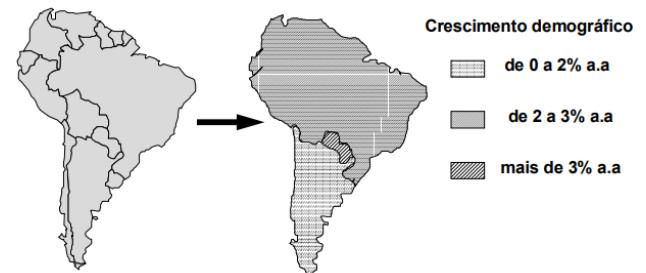 Crescimento demográfico
de 0 a 2% a.a
de 2 a 3% a.a
mais de 3% a.a